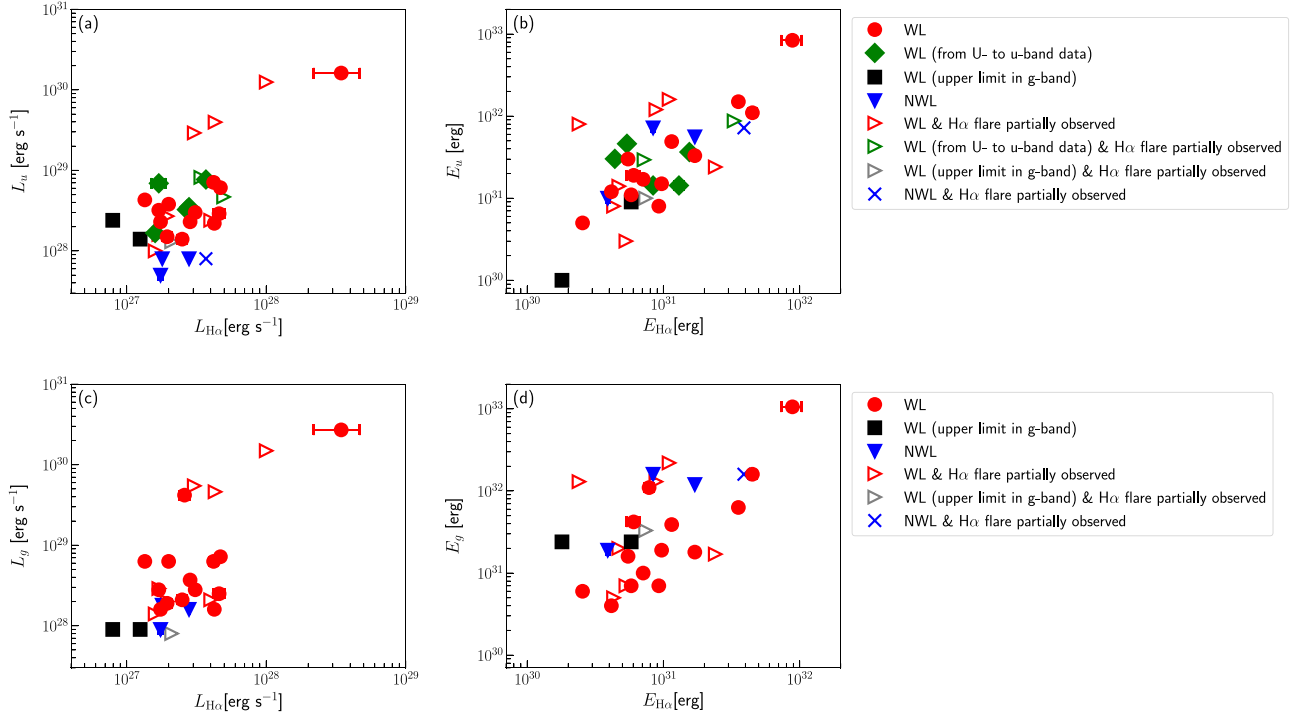 (a)
10^31
10^30
10^29
10^28
L_u [erg s^−1]
10^27 10^28 10^29
L_Hα[erg s^−1]
(b)
10^33
10^32
10^31
10^30
E_u [erg]
10^30 10^31 10^32
E_Hα[erg]
WL
WL (from U- to u-band data)
WL (upper limit in g-band)
NWL
WL & Hα flare partially observed
WL (from U- to u-band data) & Hα flare partially observed
WL (upper limit in g-band) & Hα flare partially observed
NWL & Hα flare partially observed
(c)
10^31
10^30
10^29
10^28
L_g [erg s^−1]
10^27 10^28 10^29
L_Hα[erg s^−1]
(d)
10^33
10^32
10^31
10^30
E_g [erg]
10^30 10^31 10^32
E_Hα[erg]
WL
WL (upper limit in g-band)
NWL
WL & Hα flare partially observed
WL (upper limit in g-band) & Hα flare partially observed
NWL & Hα flare partially observed